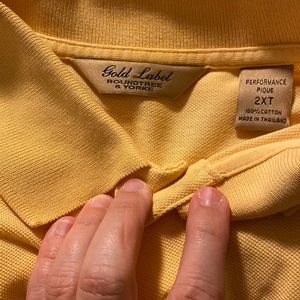 Gold Label
ROUNDTREE
& YORKE
PERFORMANCE
PIQUE
2XT
100% COTTON
MADE IN THAILAND